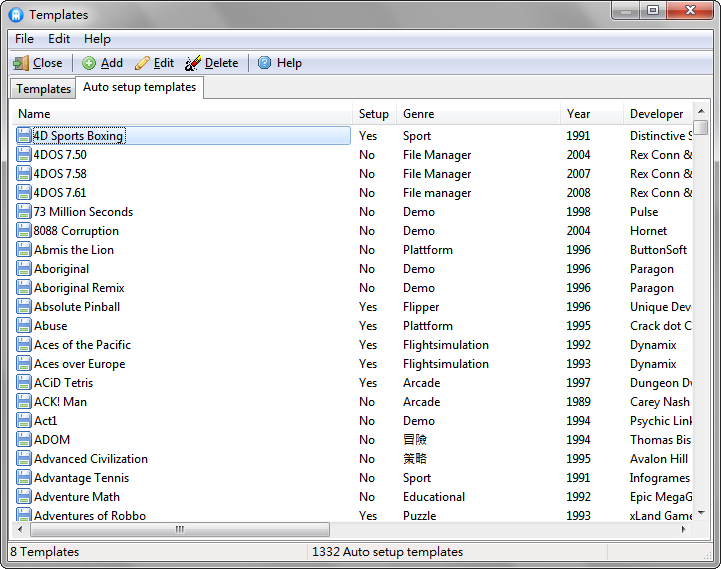 Templates
File Edit Help
Close Add Edit Delete Help
Templates Auto setup templates
Name Setup Genre Year Developer
4D Sports Boxing Yes Sport 1991 Distinctive S
4DOS 7.50 No File Manager 2004 Rex Conn &
4DOS 7.58 No File Manager 2007 Rex Conn &
4DOS 7.61 No File manager 2008 Rex Conn &
73 Million Seconds No Demo 1998 Pulse
8088 Corruption No Demo 2004 Hornet
Abmis the Lion No Plattform 1996 ButtonSoft
Aboriginal No Demo 1996 Paragon
Aboriginal Remix No Demo 1996 Paragon
Absolute Pinball Yes Flipper 1996 Unique Deve
Abuse Yes Plattform 1995 Crack dot C
Aces of the Pacific Yes Flightsimulation 1992 Dynamix
Aces over Europe Yes Flightsimulation 1993 Dynamix
ACiD Tetris Yes Arcade 1997 Dungeon Dw
ACK! Man No Arcade 1989 Carey Nash
Act1 No Demo 1994 Psychic Link
ADOM No 冒險 1994 Thomas Bis
Advanced Civilization No 策略 1995 Avalon Hill
Advantage Tennis No Sport 1991 Infogrames
Adventure Math No Educational 1992 Epic MegaG
Adventures of Robbo Yes Puzzle 1993 xLand Game
8 Templates 1332 Auto setup templates